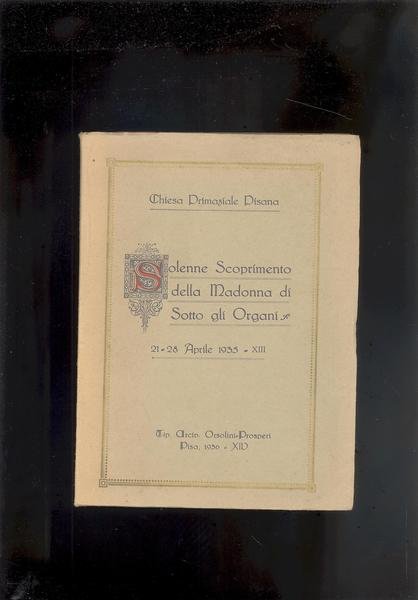 Chiesa Primaziale Pisana
Solenne Scoprimento
della Madonna di
Sotto gli Organi
21-28 Aprile 1935 - XIII
Tip. Arciv. Orsolini-Prosperi
Pisa, 1936 - XIV